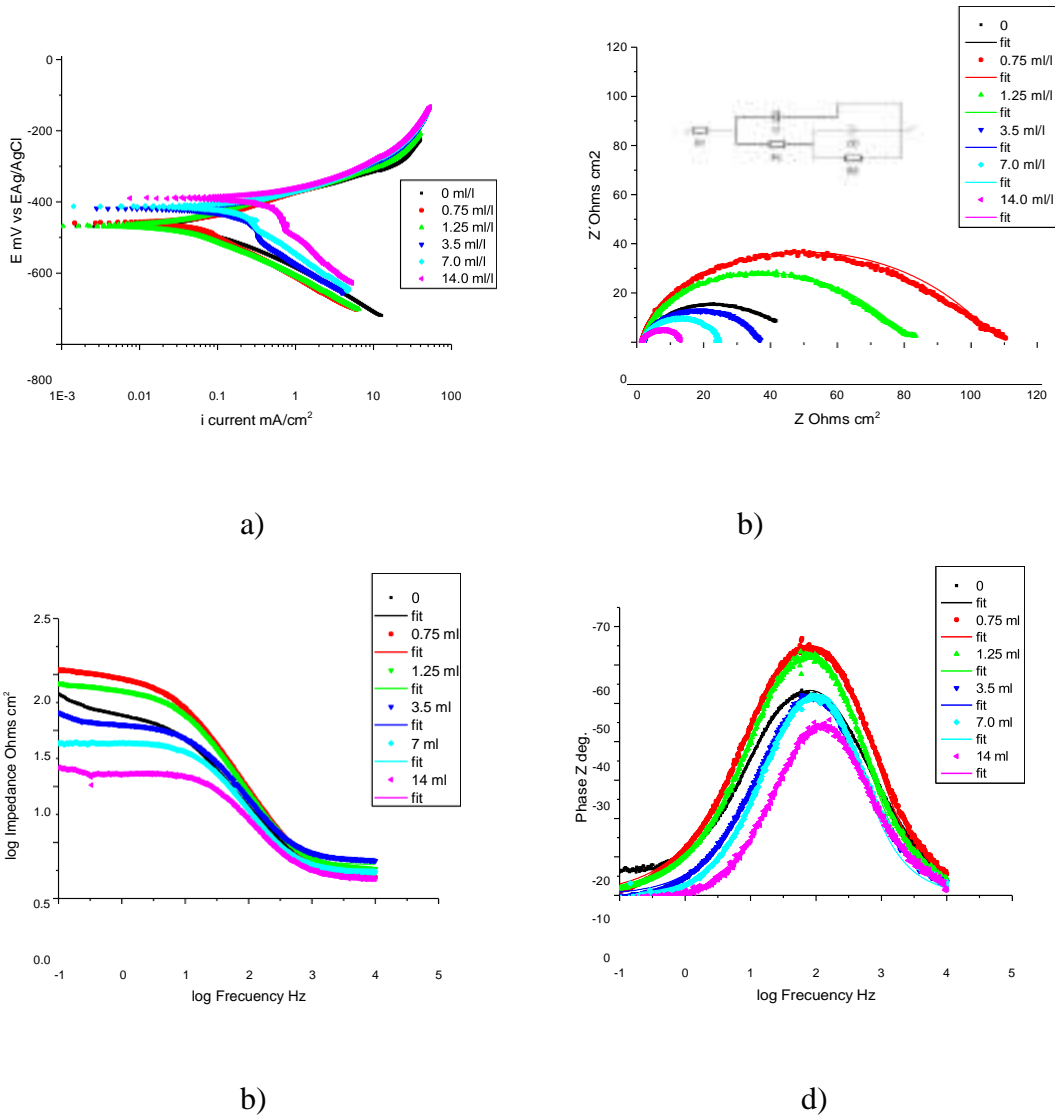 0
-200
-400
-600
-800
E mV vs EAg/AgCl
1E-3 0.01 0.1 1 10 100
i current mA/cm²
0 ml/l
0.75 ml/l
1.25 ml/l
3.5 ml/l
7.0 ml/l
14.0 ml/l
a)
120
100
80
60
40
20
0
Z´Ohms cm2
0 20 40 60 80 100 120
Z Ohms cm²
0
fit
0.75 ml/l
fit
1.25 ml/l
fit
3.5 ml/l
fit
7.0 ml/l
fit
14.0 ml/l
fit
b)
2.5
2.0
1.5
1.0
0.5
0.0
log Impedance Ohms cm²
-1 0 1 2 3 4 5
log Frecuency Hz
0
fit
0.75 ml
fit
1.25 ml
fit
3.5 ml
fit
7 ml
fit
14 ml
fit
b)
-70
-60
-50
-40
-30
-20
-10
0
Phase Z deg.
-1 0 1 2 3 4 5
log Frecuency Hz
0
fit
0.75 ml
fit
1.25 ml
fit
3.5 ml
fit
7.0 ml
fit
14 ml
fit
d)